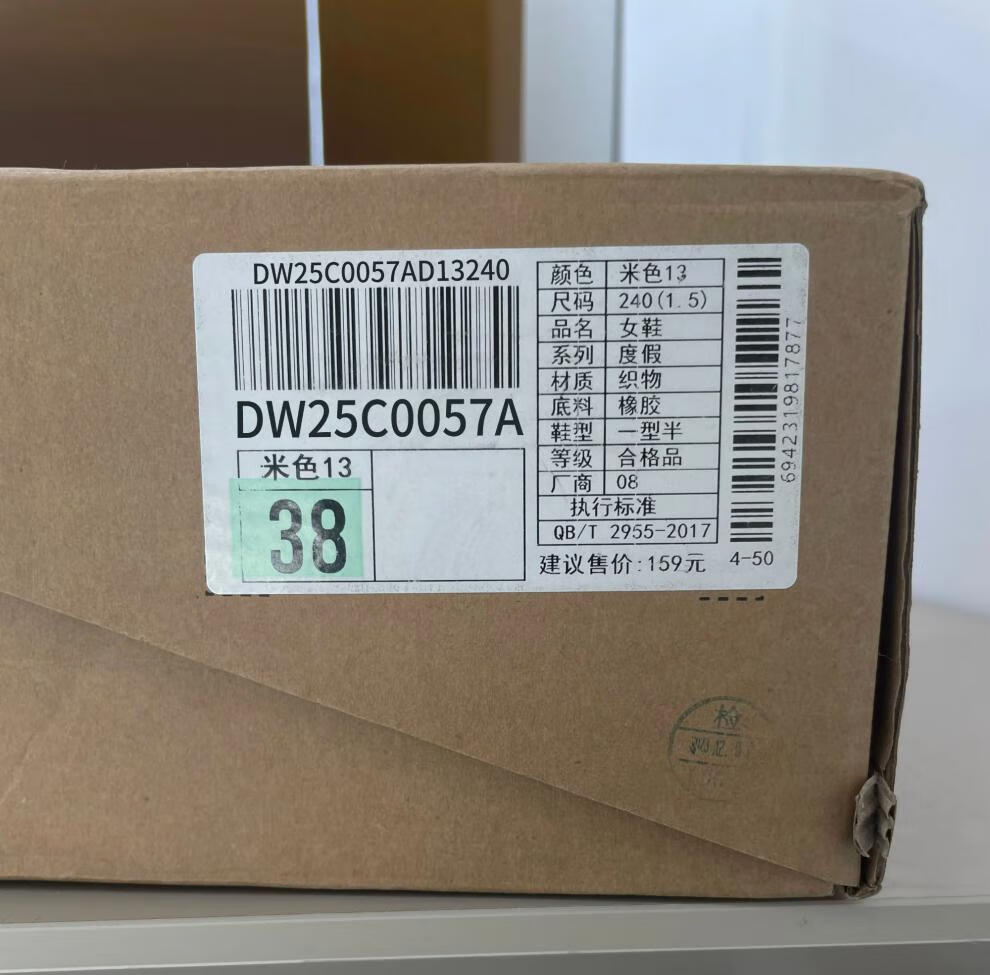 DW25C0057AD13240
DW25C0057A
米色13
38
颜色 米色13
尺码 240(1.5)
品名 女鞋
系列 度假
材质 织物
底料 橡胶
鞋型 一型半
等级 合格品
厂商 08
执行标准
QB/T 2955-2017
建议售价:159元
6942319817877
4-50
检